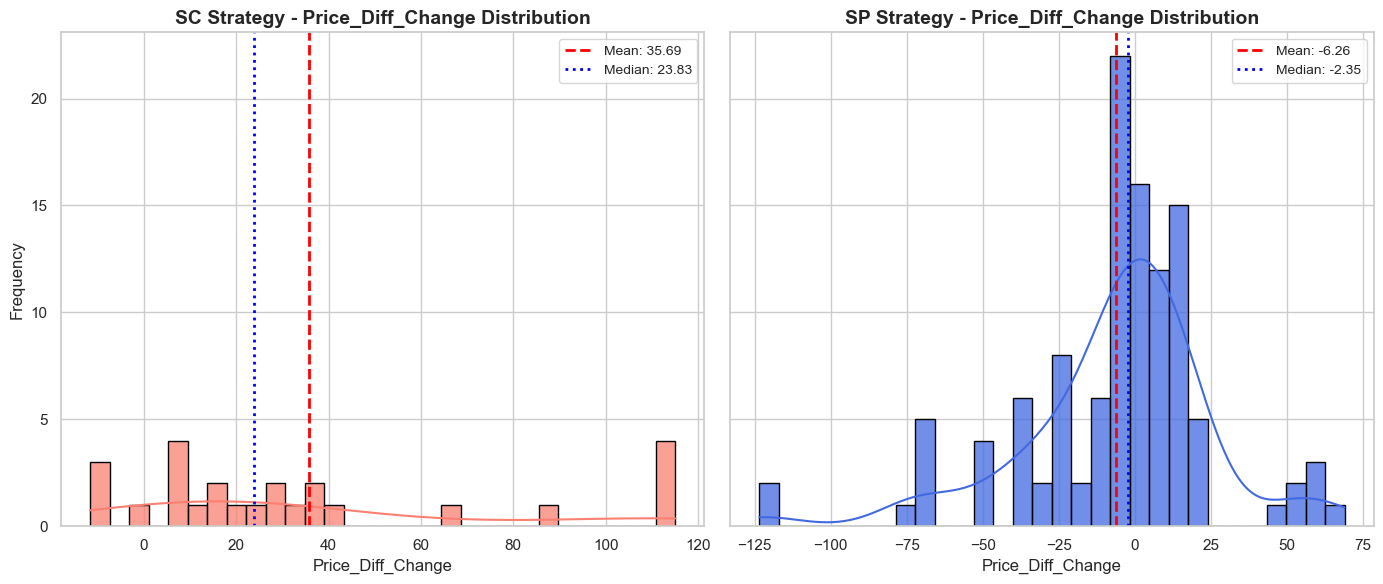 SC Strategy - Price_Diff_Change Distribution
Mean: 35.69
Median: 23.83
Frequency
20
15
10
5
0
0
20
40
60
80
100
120
Price_Diff_Change
SP Strategy - Price_Diff_Change Distribution
Mean: -6.26
Median: -2.35
−125
−100
−75
−50
−25
0
25
50
75
Price_Diff_Change